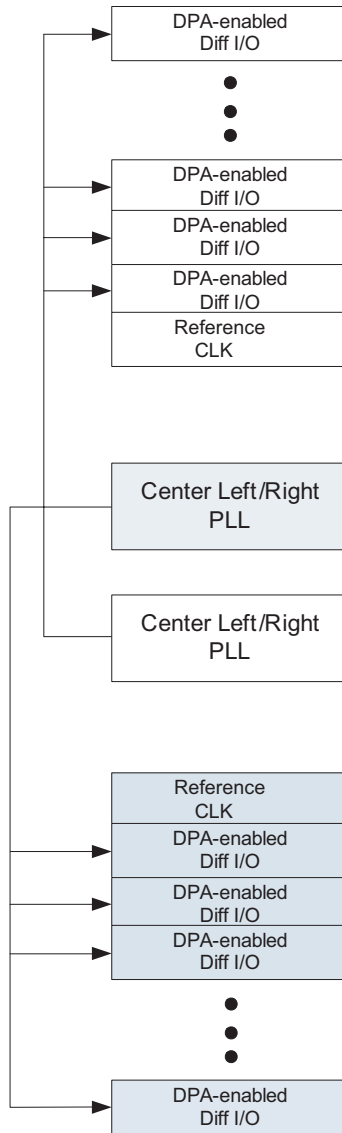 DPA-enabled
Diff I/O
DPA-enabled
Diff I/O
DPA-enabled
Diff I/O
DPA-enabled
Diff I/O
Reference
CLK
Center Left/Right
PLL
Center Left/Right
PLL
Reference
CLK
DPA-enabled
Diff I/O
DPA-enabled
Diff I/O
DPA-enabled
Diff I/O
DPA-enabled
Diff I/O